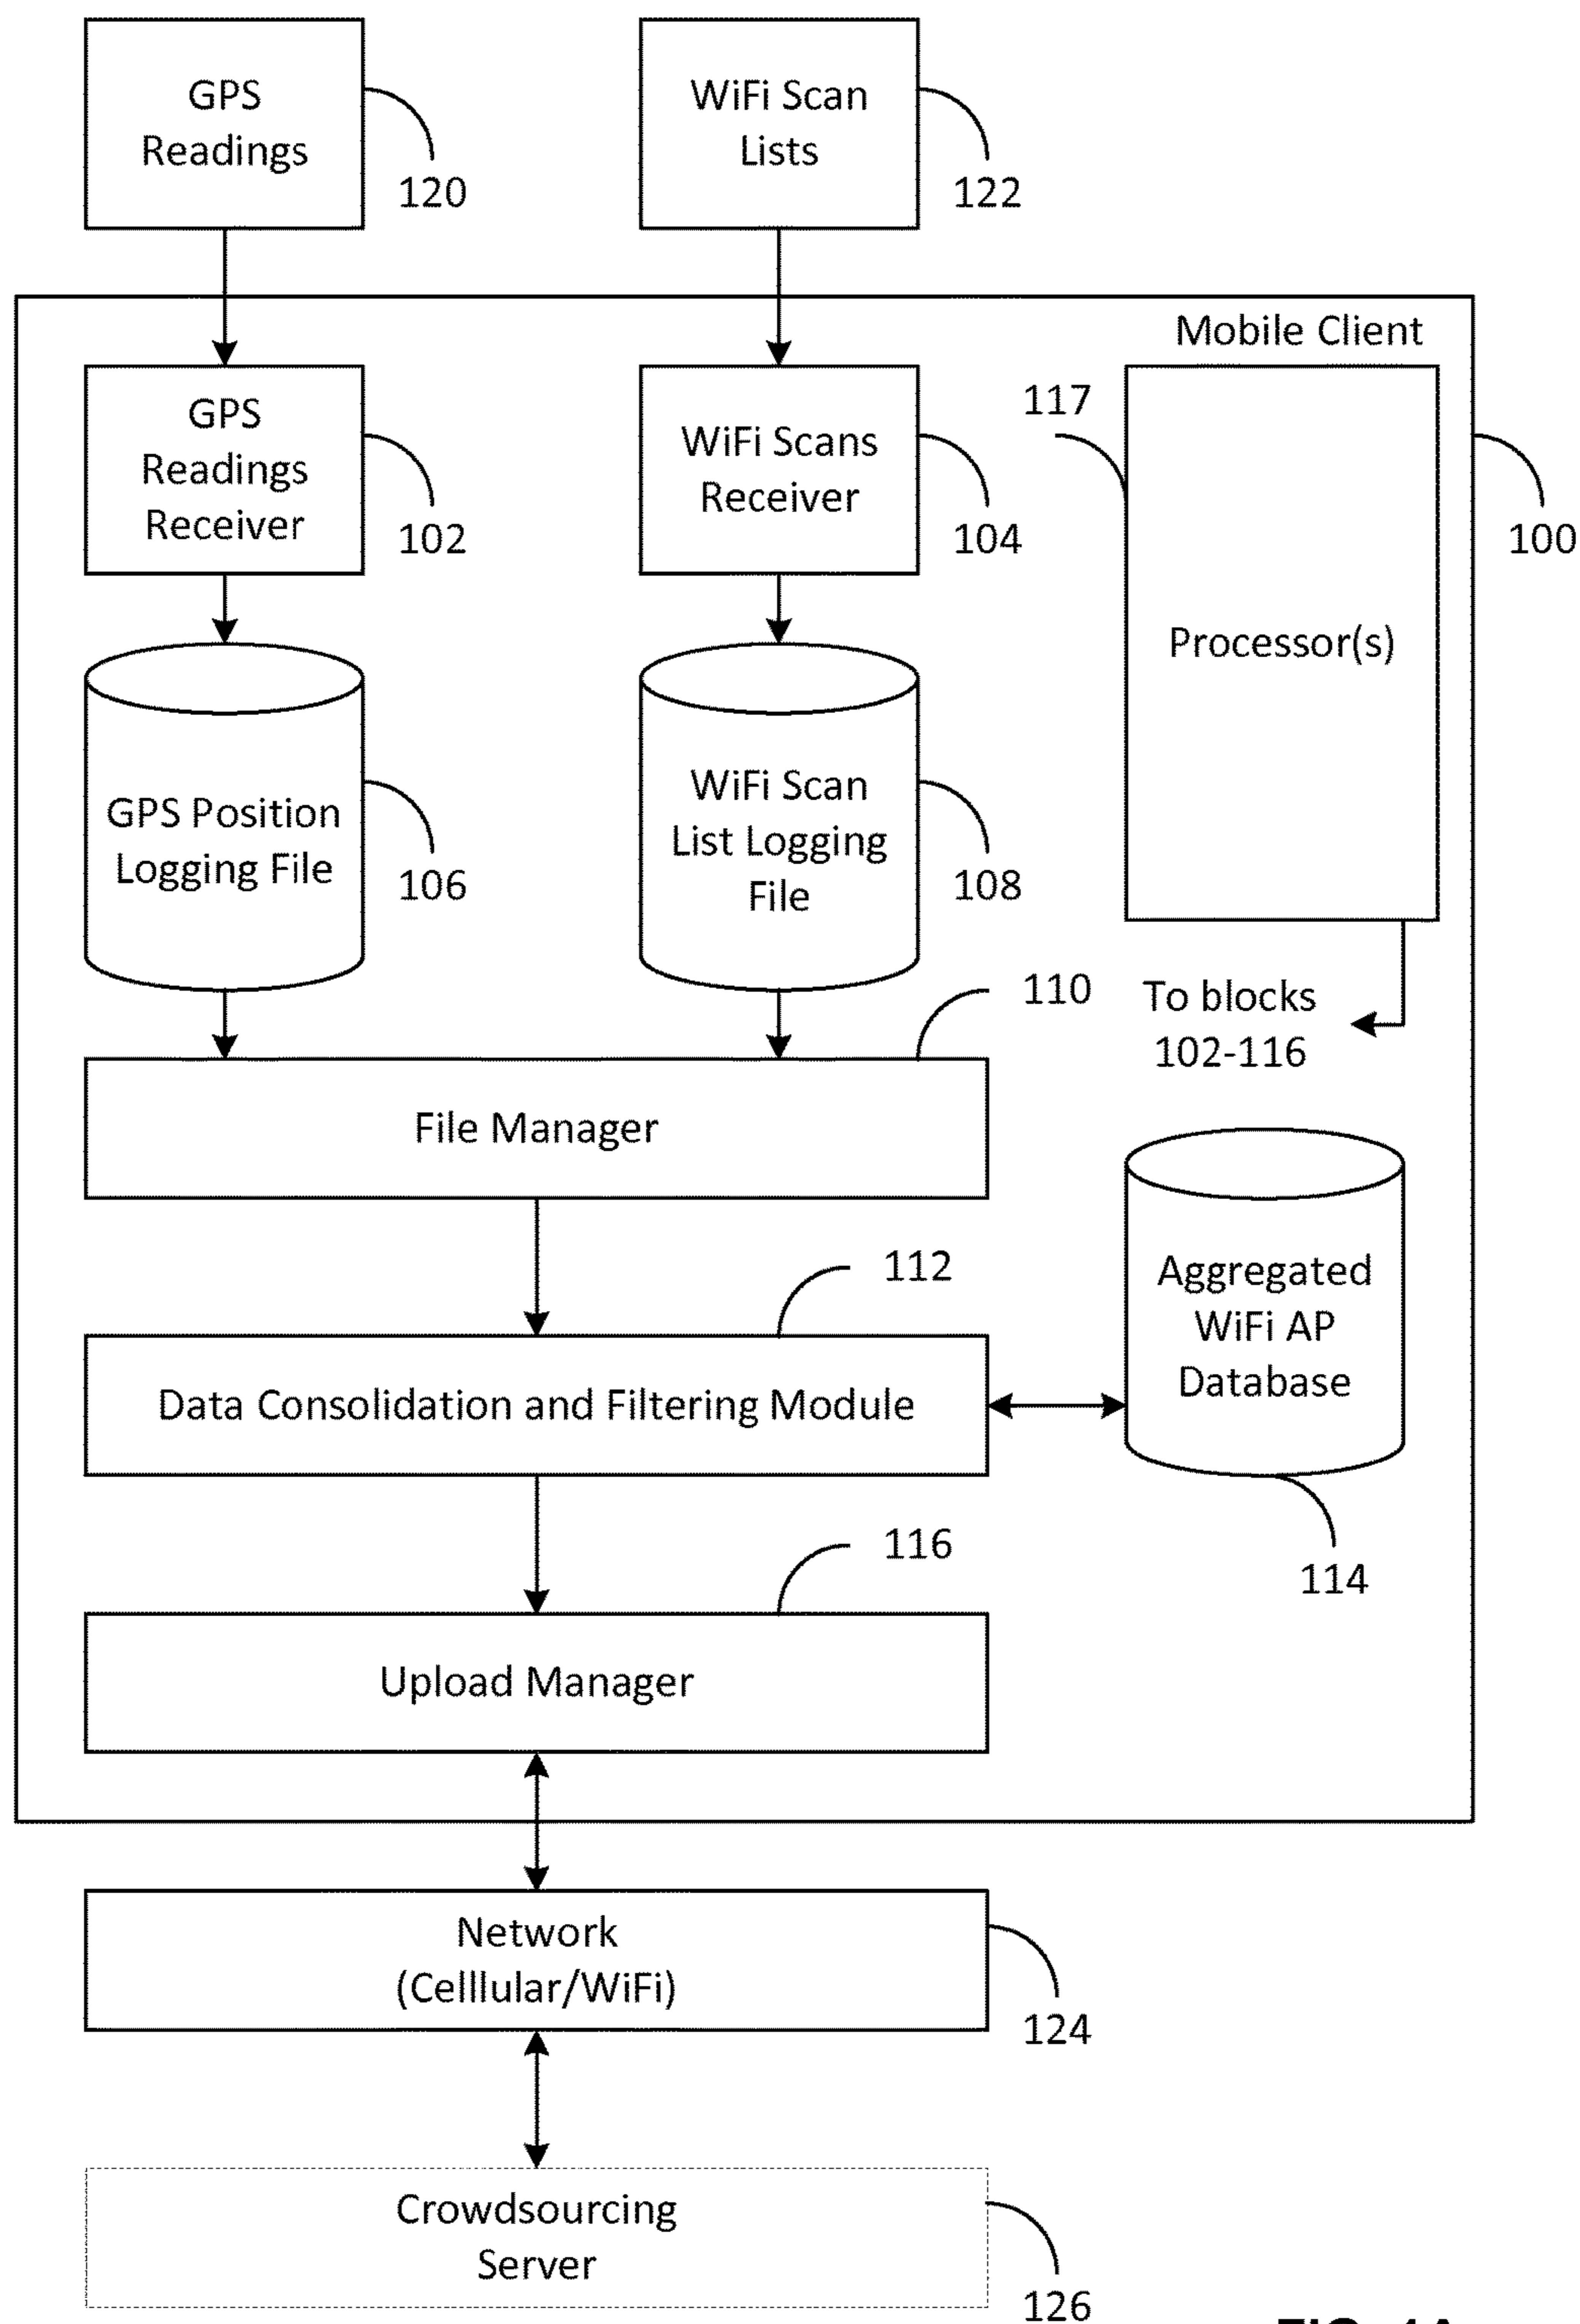 GPS
Readings
120
WiFi Scan
Lists
122
Mobile Client
GPS
Readings
Receiver
102
WiFi Scans
Receiver
104
117
Processor(s)
100
GPS Position
Logging File
106
WiFi Scan
List Logging
File
108
To blocks
102-116
110
File Manager
112
Data Consolidation and Filtering Module
Aggregated
WiFi AP
Database
114
116
Upload Manager
Network
(Celllular/WiFi)
124
Crowdsourcing
Server
126